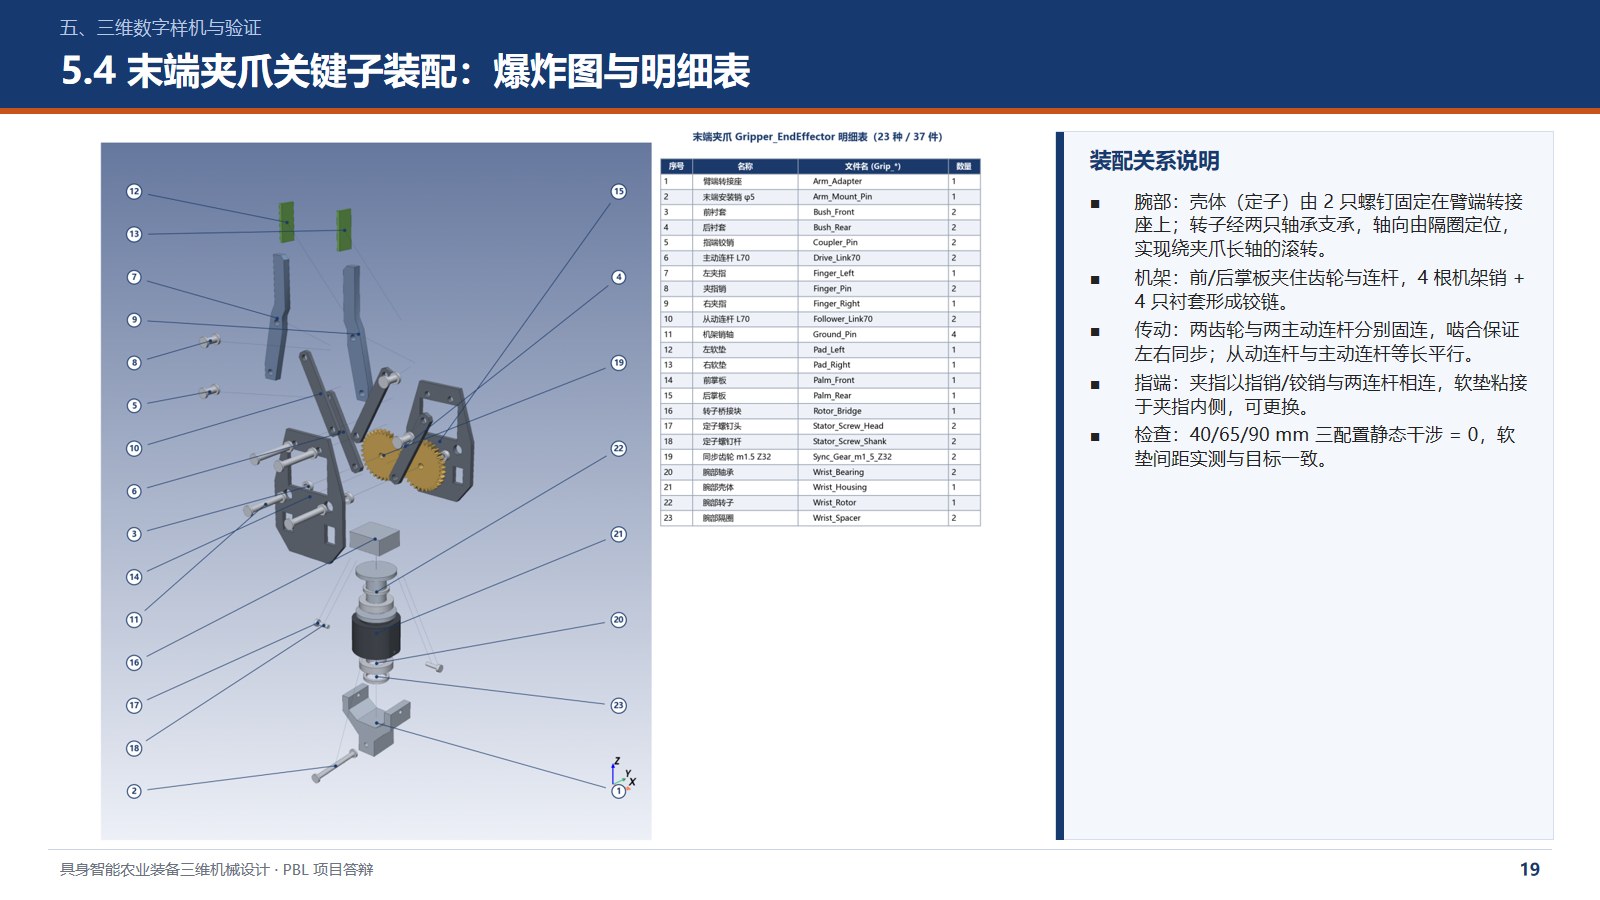 五、三维数字样机与验证
5.4 末端夹爪关键子装配：爆炸图与明细表
12
13
7
9
8
5
10
6
3
14
11
16
17
18
2
15
4
19
22
21
20
23
1
Z
Y
X
末端夹爪 Gripper_EndEffector 明细表（23 种 / 37 件）
序号 名称 文件名 (Grip_*) 数量
1 臂端转接座 Arm_Adapter 1
2 末端安装销 φ5 Arm_Mount_Pin 1
3 前衬套 Bush_Front 2
4 后衬套 Bush_Rear 2
5 指端铰销 Coupler_Pin 2
6 主动连杆 L70 Drive_Link70 2
7 左夹指 Finger_Left 1
8 夹指销 Finger_Pin 2
9 右夹指 Finger_Right 1
10 从动连杆 L70 Follower_Link70 2
11 机架销轴 Ground_Pin 4
12 左软垫 Pad_Left 1
13 右软垫 Pad_Right 1
14 前掌板 Palm_Front 1
15 后掌板 Palm_Rear 1
16 转子桥接块 Rotor_Bridge 1
17 定子螺钉头 Stator_Screw_Head 2
18 定子螺钉杆 Stator_Screw_Shank 2
19 同步齿轮 m1.5 Z32 Sync_Gear_m1_5_Z32 2
20 腕部轴承 Wrist_Bearing 2
21 腕部壳体 Wrist_Housing 1
22 腕部转子 Wrist_Rotor 1
23 腕部隔圈 Wrist_Spacer 2
装配关系说明
■ 腕部：壳体（定子）由 2 只螺钉固定在臂端转接
座上；转子经两只轴承支承，轴向由隔圈定位，
实现绕夹爪长轴的滚转。
■ 机架：前/后掌板夹住齿轮与连杆，4 根机架销 +
4 只衬套形成铰链。
■ 传动：两齿轮与两主动连杆分别固连，啮合保证
左右同步；从动连杆与主动连杆等长平行。
■ 指端：夹指以指销/铰销与两连杆相连，软垫粘接
于夹指内侧，可更换。
■ 检查：40/65/90 mm 三配置静态干涉 = 0，软
垫间距实测与目标一致。
具身智能农业装备三维机械设计 · PBL 项目答辩
19